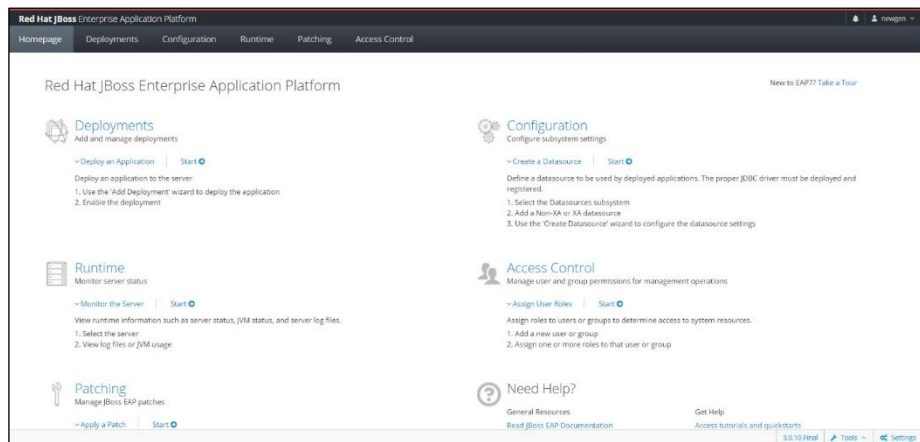 Red Hat JBoss Enterprise Application Platform
newgen
Homepage Deployments Configuration Runtime Patching Access Control
Red Hat JBoss Enterprise Application Platform
New to EAP7? Take a Tour
Deployments
Add and manage deployments
Deploy an Application Start
Deploy an application to the server
1. Use the 'Add Deployment' wizard to deploy the application
2. Enable the deployment
Configuration
Configure subsystem settings
Create a Datasource Start
Define a datasource to be used by deployed applications. The proper JDBC driver must be deployed and
registered.
1. Select the Datasources subsystem
2. Add a Non-XA or XA datasource
3. Use the 'Create Datasource' wizard to configure the datasource settings
Runtime
Monitor server status
Monitor the Server Start
View runtime information such as server status, JVM status, and server log files.
1. Select the server
2. View log files or JVM usage
Access Control
Manage user and group permissions for management operations
Assign User Roles Start
Assign roles to users or groups to determine access to system resources.
1. Add a new user or group
2. Assign one or more roles to that user or group
Patching
Manage JBoss EAP patches
Apply a Patch Start
Need Help?
General Resources Get Help
Read JBoss EAP Documentation Access tutorials and quickstarts
3.0.10.Final Tools Settings